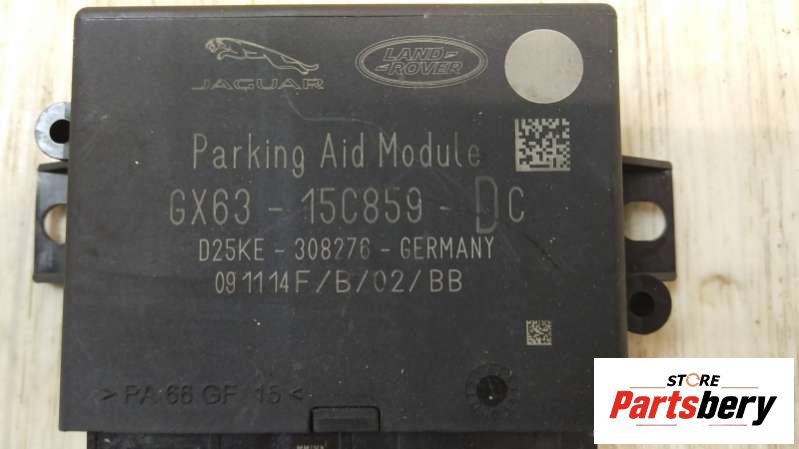 JAGUAR
LAND
ROVER
Parking Aid Module
GX63 - 15C859 - DC
D25KE - 308276 - GERMANY
091114F/B/02/BB
> PA 66 GF 15 <
STORE
Partsbery